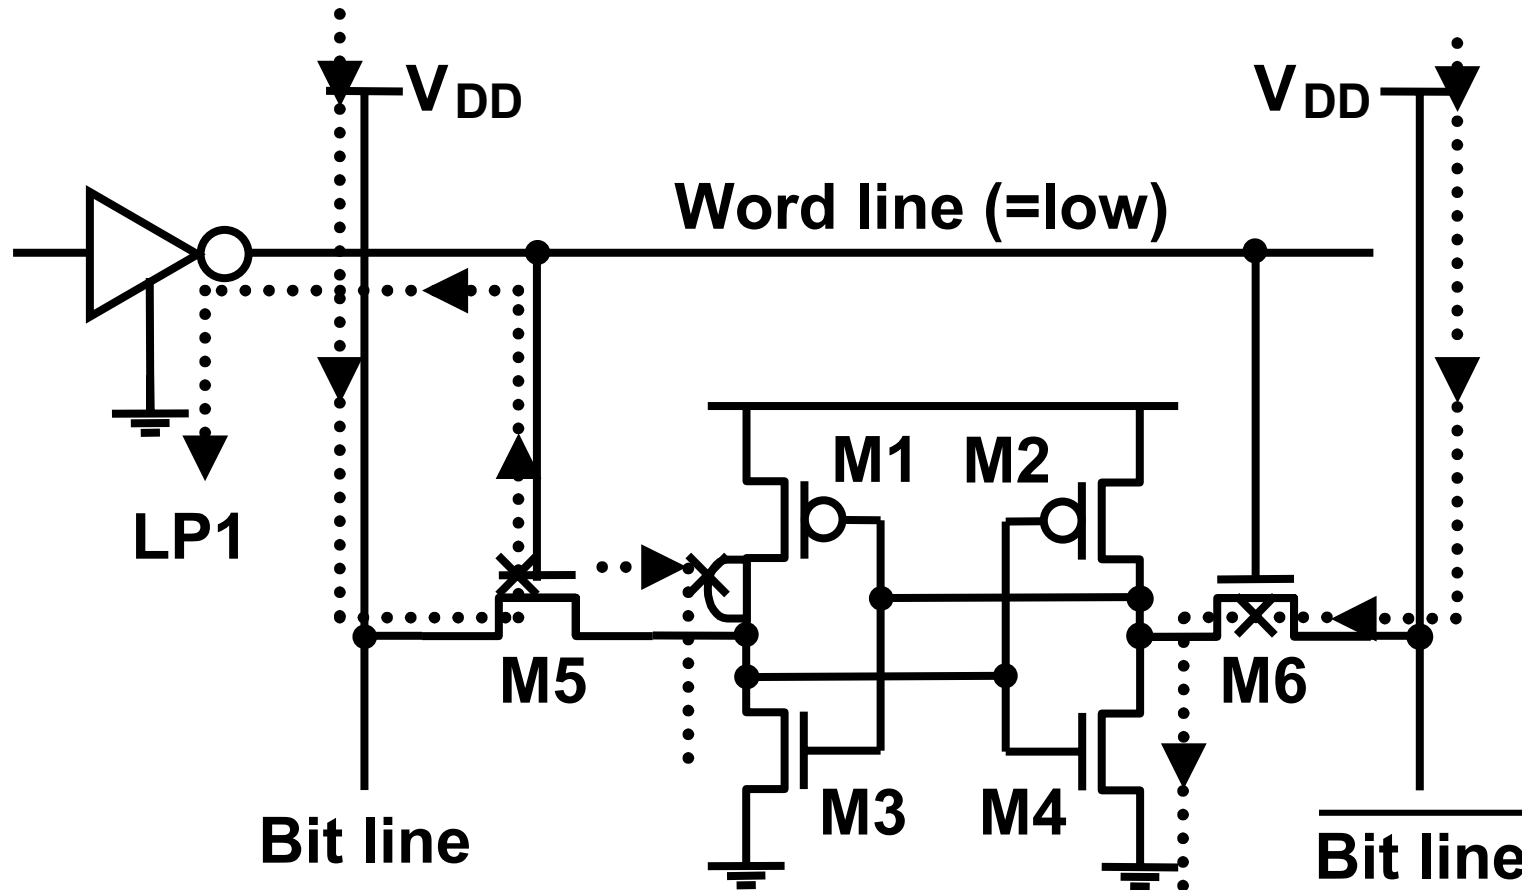 VDD
VDD
Word line (=low)
M1
M2
LP1
M5
M6
M3
M4
Bit line
Bit line